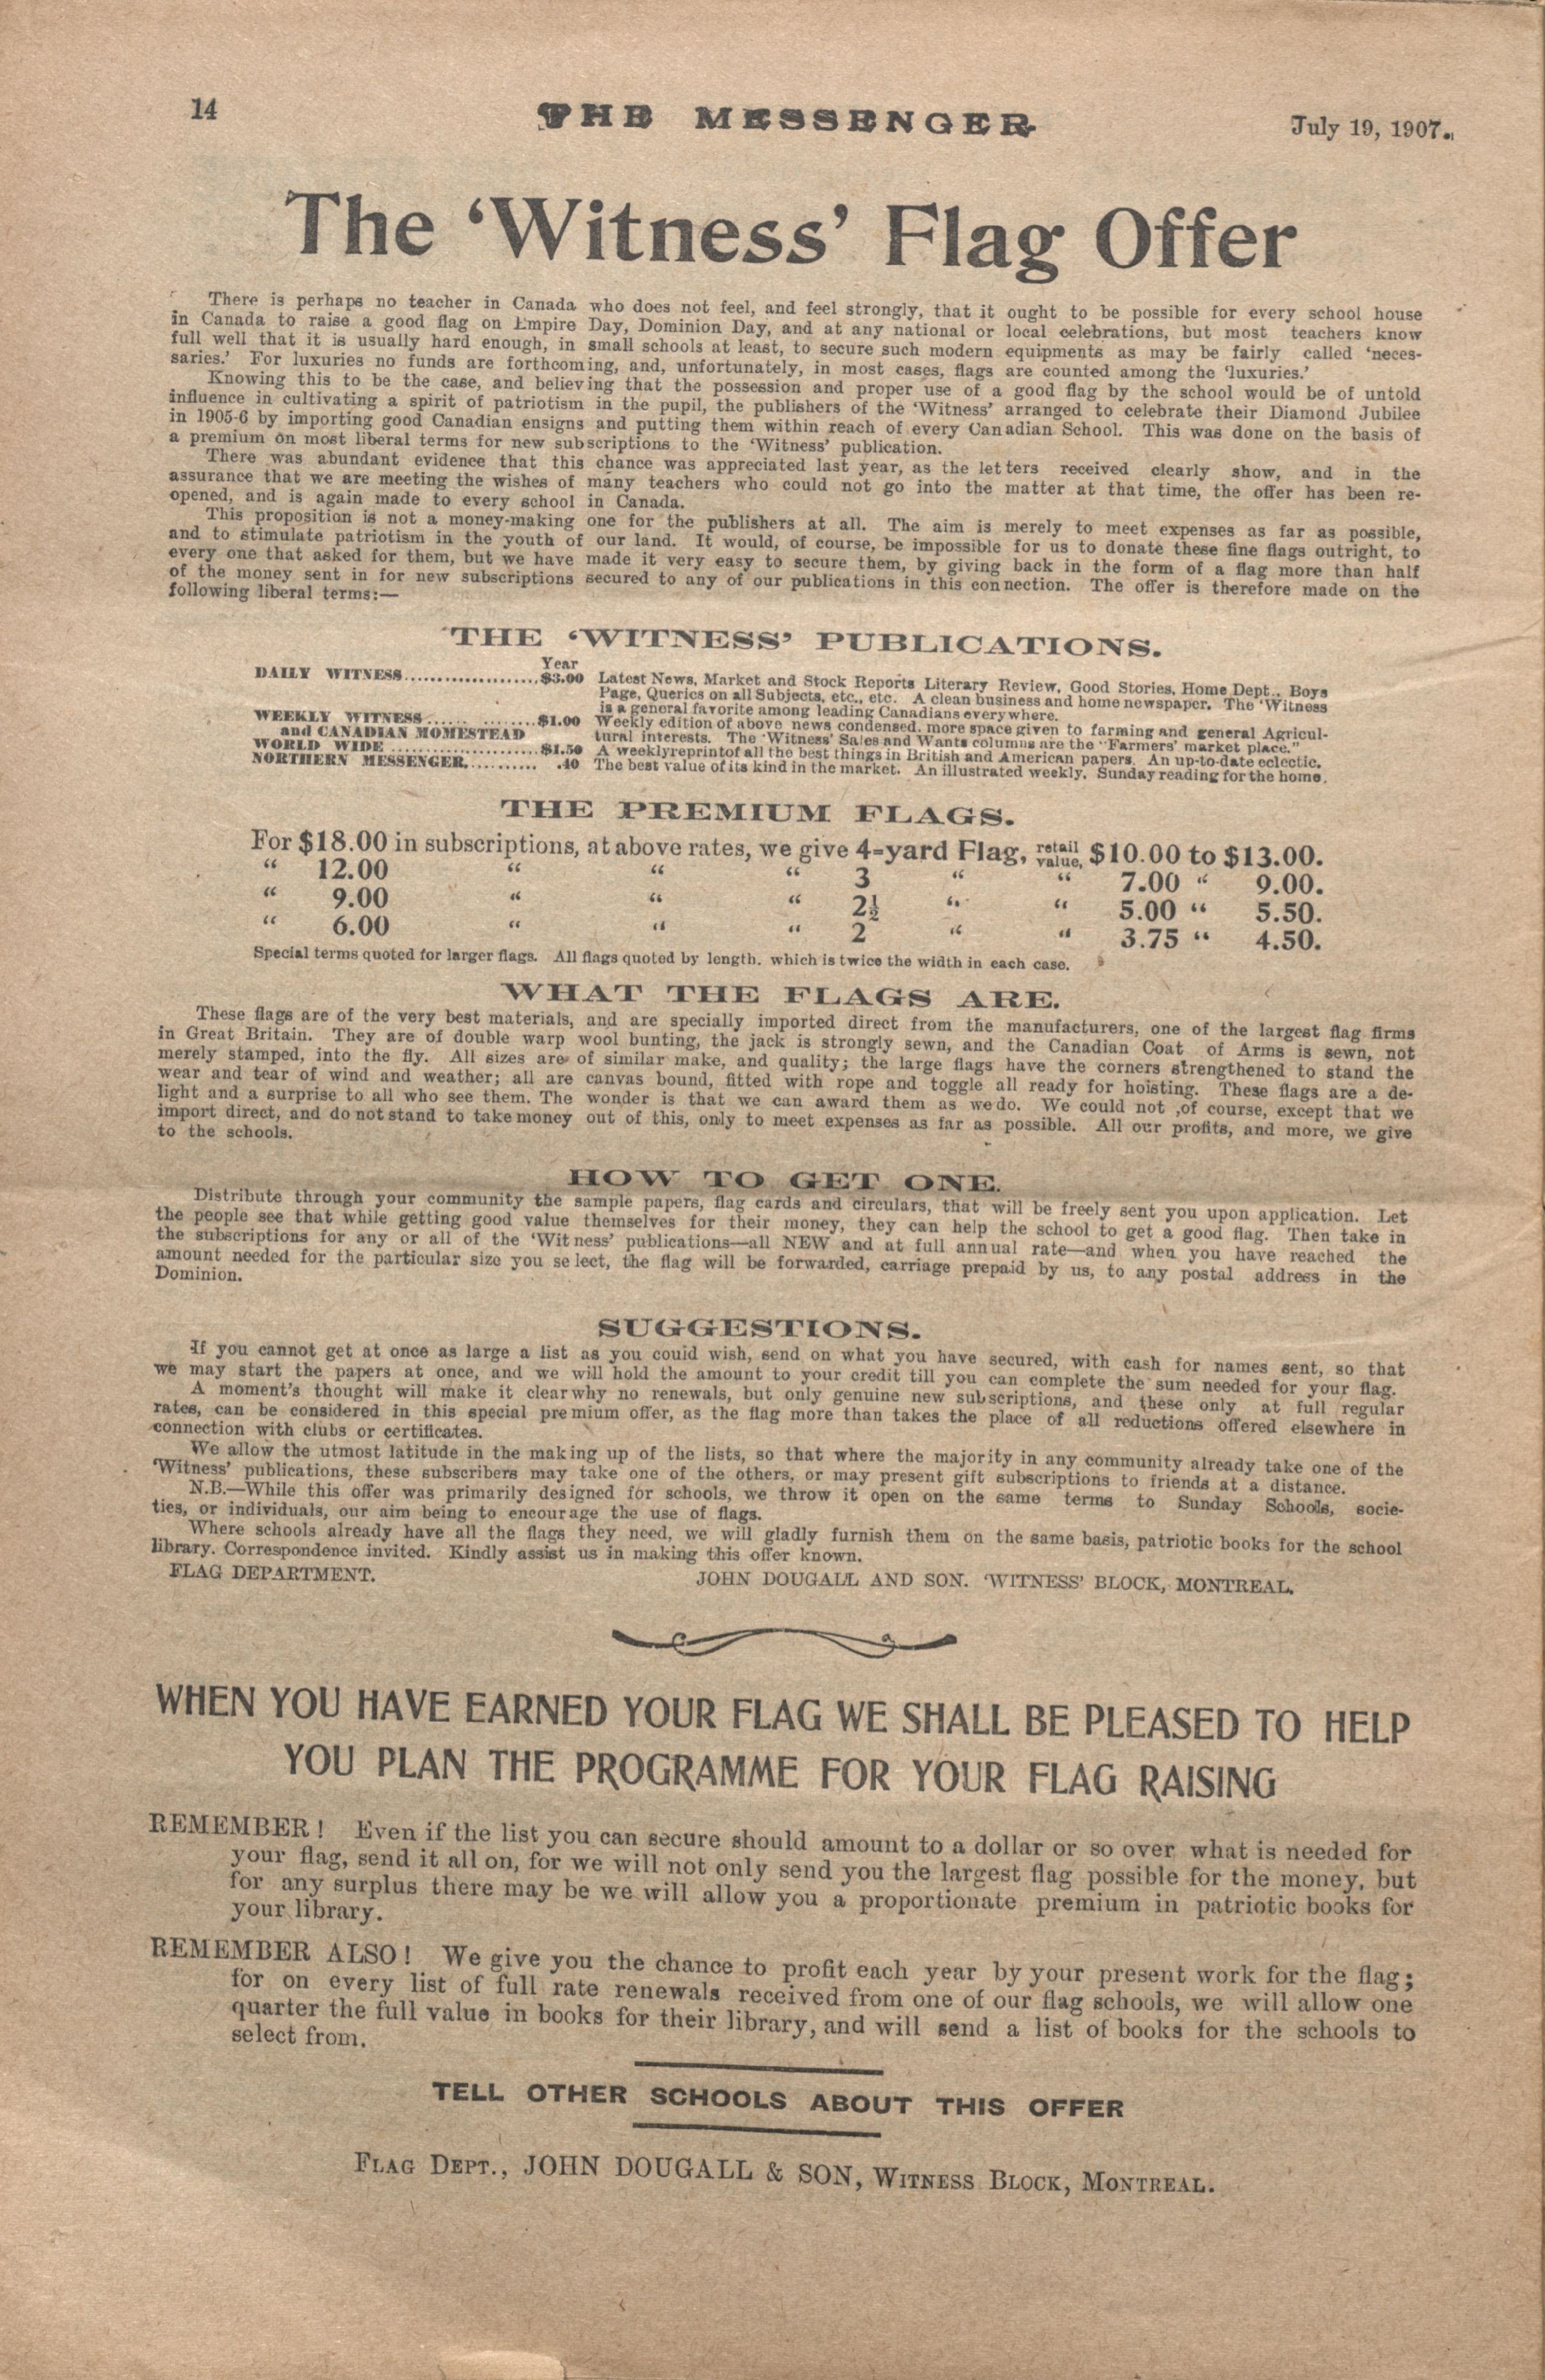 14
THE MESSENGER
July 19, 1907.
The ‘Witness’ Flag Offer
There is perhaps no teacher in Canada who does not feel, and feel strongly, that it ought to be possible for every school house
in Canada to raise a good flag on Empire Day, Dominion Day, and at any national or local celebrations, but most teachers know
full well that it is usually hard enough, in small schools at least, to secure such modern equipments as may be fairly called ‘neces-
saries.’ For luxuries no funds are forthcoming, and, unfortunately, in most cases, flags are counted among the ‘luxuries.’
Knowing this to be the case, and believing that the possession and proper use of a good flag by the school would be of untold
influence in cultivating a spirit of patriotism in the pupil, the publishers of the ‘Witness’ arranged to celebrate their Diamond Jubilee
in 1905-6 by importing good Canadian ensigns and putting them within reach of every Canadian School. This was done on the basis of
a premium on most liberal terms for new subscriptions to the ‘Witness’ publication.
There was abundant evidence that this chance was appreciated last year, as the letters received clearly show, and in the
assurance that we are meeting the wishes of many teachers who could not go into the matter at that time, the offer has been re-
opened, and is again made to every school in Canada.
This proposition is not a money-making one for the publishers at all. The aim is merely to meet expenses as far as possible,
and to stimulate patriotism in the youth of our land. It would, of course, be impossible for us to donate these fine flags outright, to
every one that asked for them, but we have made it very easy to secure them, by giving back in the form of a flag more than half
of the money sent in for new subscriptions secured to any of our publications in this connection. The offer is therefore made on the
following liberal terms:—
THE ‘WITNESS’ PUBLICATIONS.
Year
DAILY WITNESS....................$3.00 Latest News, Market and Stock Reports Literary Review, Good Stories, Home Dept., Boys
Page, Querics on all Subjects, etc., etc. A clean business and home newspaper. The ‘Witness
is a general favorite among leading Canadians everywhere.
WEEKLY WITNESS...... ........$1.00 Weekly edition of above news condensed, more space given to farming and general Agricul-
and CANADIAN MOMESTEAD tural interests. The ‘Witness’ Sales and Wants columns are the “Farmers’ market place.”
WORLD WIDE ......................$1.50 A weekly reprint of all the best things in British and American papers. An up-to-date eclectic.
NORTHERN MESSENGER........... .40 The best value of its kind in the market. An illustrated weekly. Sunday reading for the home.
THE PREMIUM FLAGS.
For $18.00 in subscriptions, at above rates, we give 4-yard Flag, retail value, $10.00 to $13.00.
“ 12.00 “ “ “ 3 “ “ 7.00 “ 9.00.
“ 9.00 “ “ “ 2½ “ “ 5.00 “ 5.50.
“ 6.00 “ “ “ 2 “ “ 3.75 “ 4.50.
Special terms quoted for larger flags. All flags quoted by length, which is twice the width in each case.
WHAT THE FLAGS ARE.
These flags are of the very best materials, and are specially imported direct from the manufacturers, one of the largest flag firms
in Great Britain. They are of double warp wool bunting, the jack is strongly sewn, and the Canadian Coat of Arms is sewn, not
merely stamped, into the fly. All sizes are of similar make, and quality; the large flags have the corners strengthened to stand the
wear and tear of wind and weather; all are canvas bound, fitted with rope and toggle all ready for hoisting. These flags are a de-
light and a surprise to all who see them. The wonder is that we can award them as we do. We could not ,of course, except that we
import direct, and do not stand to take money out of this, only to meet expenses as far as possible. All our profits, and more, we give
to the schools.
HOW TO GET ONE.
Distribute through your community the sample papers, flag cards and circulars, that will be freely sent you upon application. Let
the people see that while getting good value themselves for their money, they can help the school to get a good flag. Then take in
the subscriptions for any or all of the ‘Witness’ publications—all NEW and at full annual rate—and when you have reached the
amount needed for the particular size you select, the flag will be forwarded, carriage prepaid by us, to any postal address in the
Dominion.
SUGGESTIONS.
If you cannot get at once as large a list as you could wish, send on what you have secured, with cash for names sent, so that
we may start the papers at once, and we will hold the amount to your credit till you can complete the sum needed for your flag.
A moment's thought will make it clear why no renewals, but only genuine new subscriptions, and these only at full regular
rates, can be considered in this special premium offer, as the flag more than takes the place of all reductions offered elsewhere in
connection with clubs or certificates.
We allow the utmost latitude in the making up of the lists, so that where the majority in any community already take one of the
‘Witness’ publications, these subscribers may take one of the others, or may present gift subscriptions to friends at a distance.
N.B.—While this offer was primarily designed for schools, we throw it open on the same terms to Sunday Schools, socie-
ties, or individuals, our aim being to encourage the use of flags.
Where schools already have all the flags they need, we will gladly furnish them on the same basis, patriotic books for the school
library. Correspondence invited. Kindly assist us in making this offer known.
FLAG DEPARTMENT. JOHN DOUGALL AND SON. ‘WITNESS’ BLOCK, MONTREAL.
WHEN YOU HAVE EARNED YOUR FLAG WE SHALL BE PLEASED TO HELP
YOU PLAN THE PROGRAMME FOR YOUR FLAG RAISING
REMEMBER! Even if the list you can secure should amount to a dollar or so over what is needed for
your flag, send it all on, for we will not only send you the largest flag possible for the money, but
for any surplus there may be we will allow you a proportionate premium in patriotic books for
your library.
REMEMBER ALSO! We give you the chance to profit each year by your present work for the flag;
for on every list of full rate renewals received from one of our flag schools, we will allow one
quarter the full value in books for their library, and will send a list of books for the schools to
select from.
TELL OTHER SCHOOLS ABOUT THIS OFFER
FLAG DEPT., JOHN DOUGALL & SON, WITNESS BLOCK, MONTREAL.